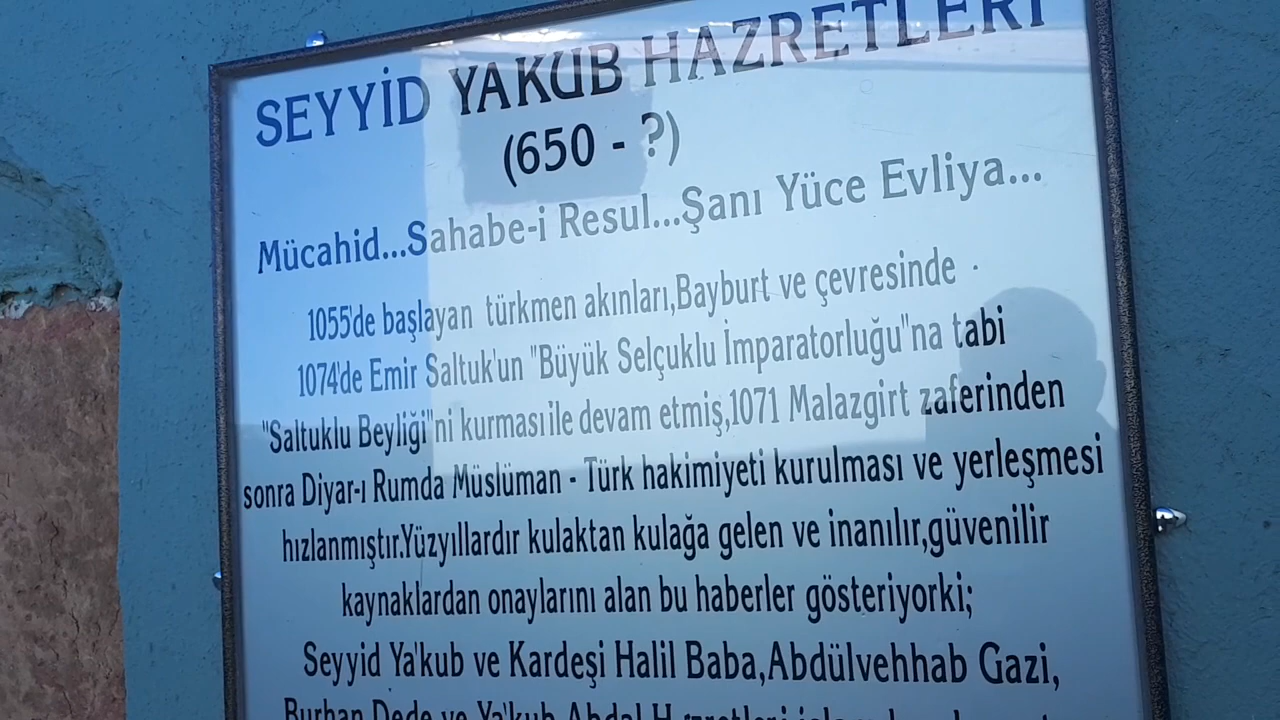 SEYYİD YAKUB HAZRETLERİ
(650 - ?)
Mücahid...Sahabe-i Resul...Şanı Yüce Evliya...
1055'de başlayan türkmen akınları,Bayburt ve çevresinde
1074'de Emir Saltuk'un "Büyük Selçuklu İmparatorluğu"na tabi
"Saltuklu Beyliği"ni kurması ile devam etmiş,1071 Malazgirt zaferinden
sonra Diyar-ı Rumda Müslüman - Türk hakimiyeti kurulması ve yerleşmesi
hızlanmıştır.Yüzyıllardır kulaktan kulağa gelen ve inanılır,güvenilir
kaynaklardan onaylarını alan bu haberler gösteriyorki;
Seyyid Ya'kub ve Kardeşi Halil Baba,Abdülvehhab Gazi,
Burhan Dede ve Ya'kub Abdal